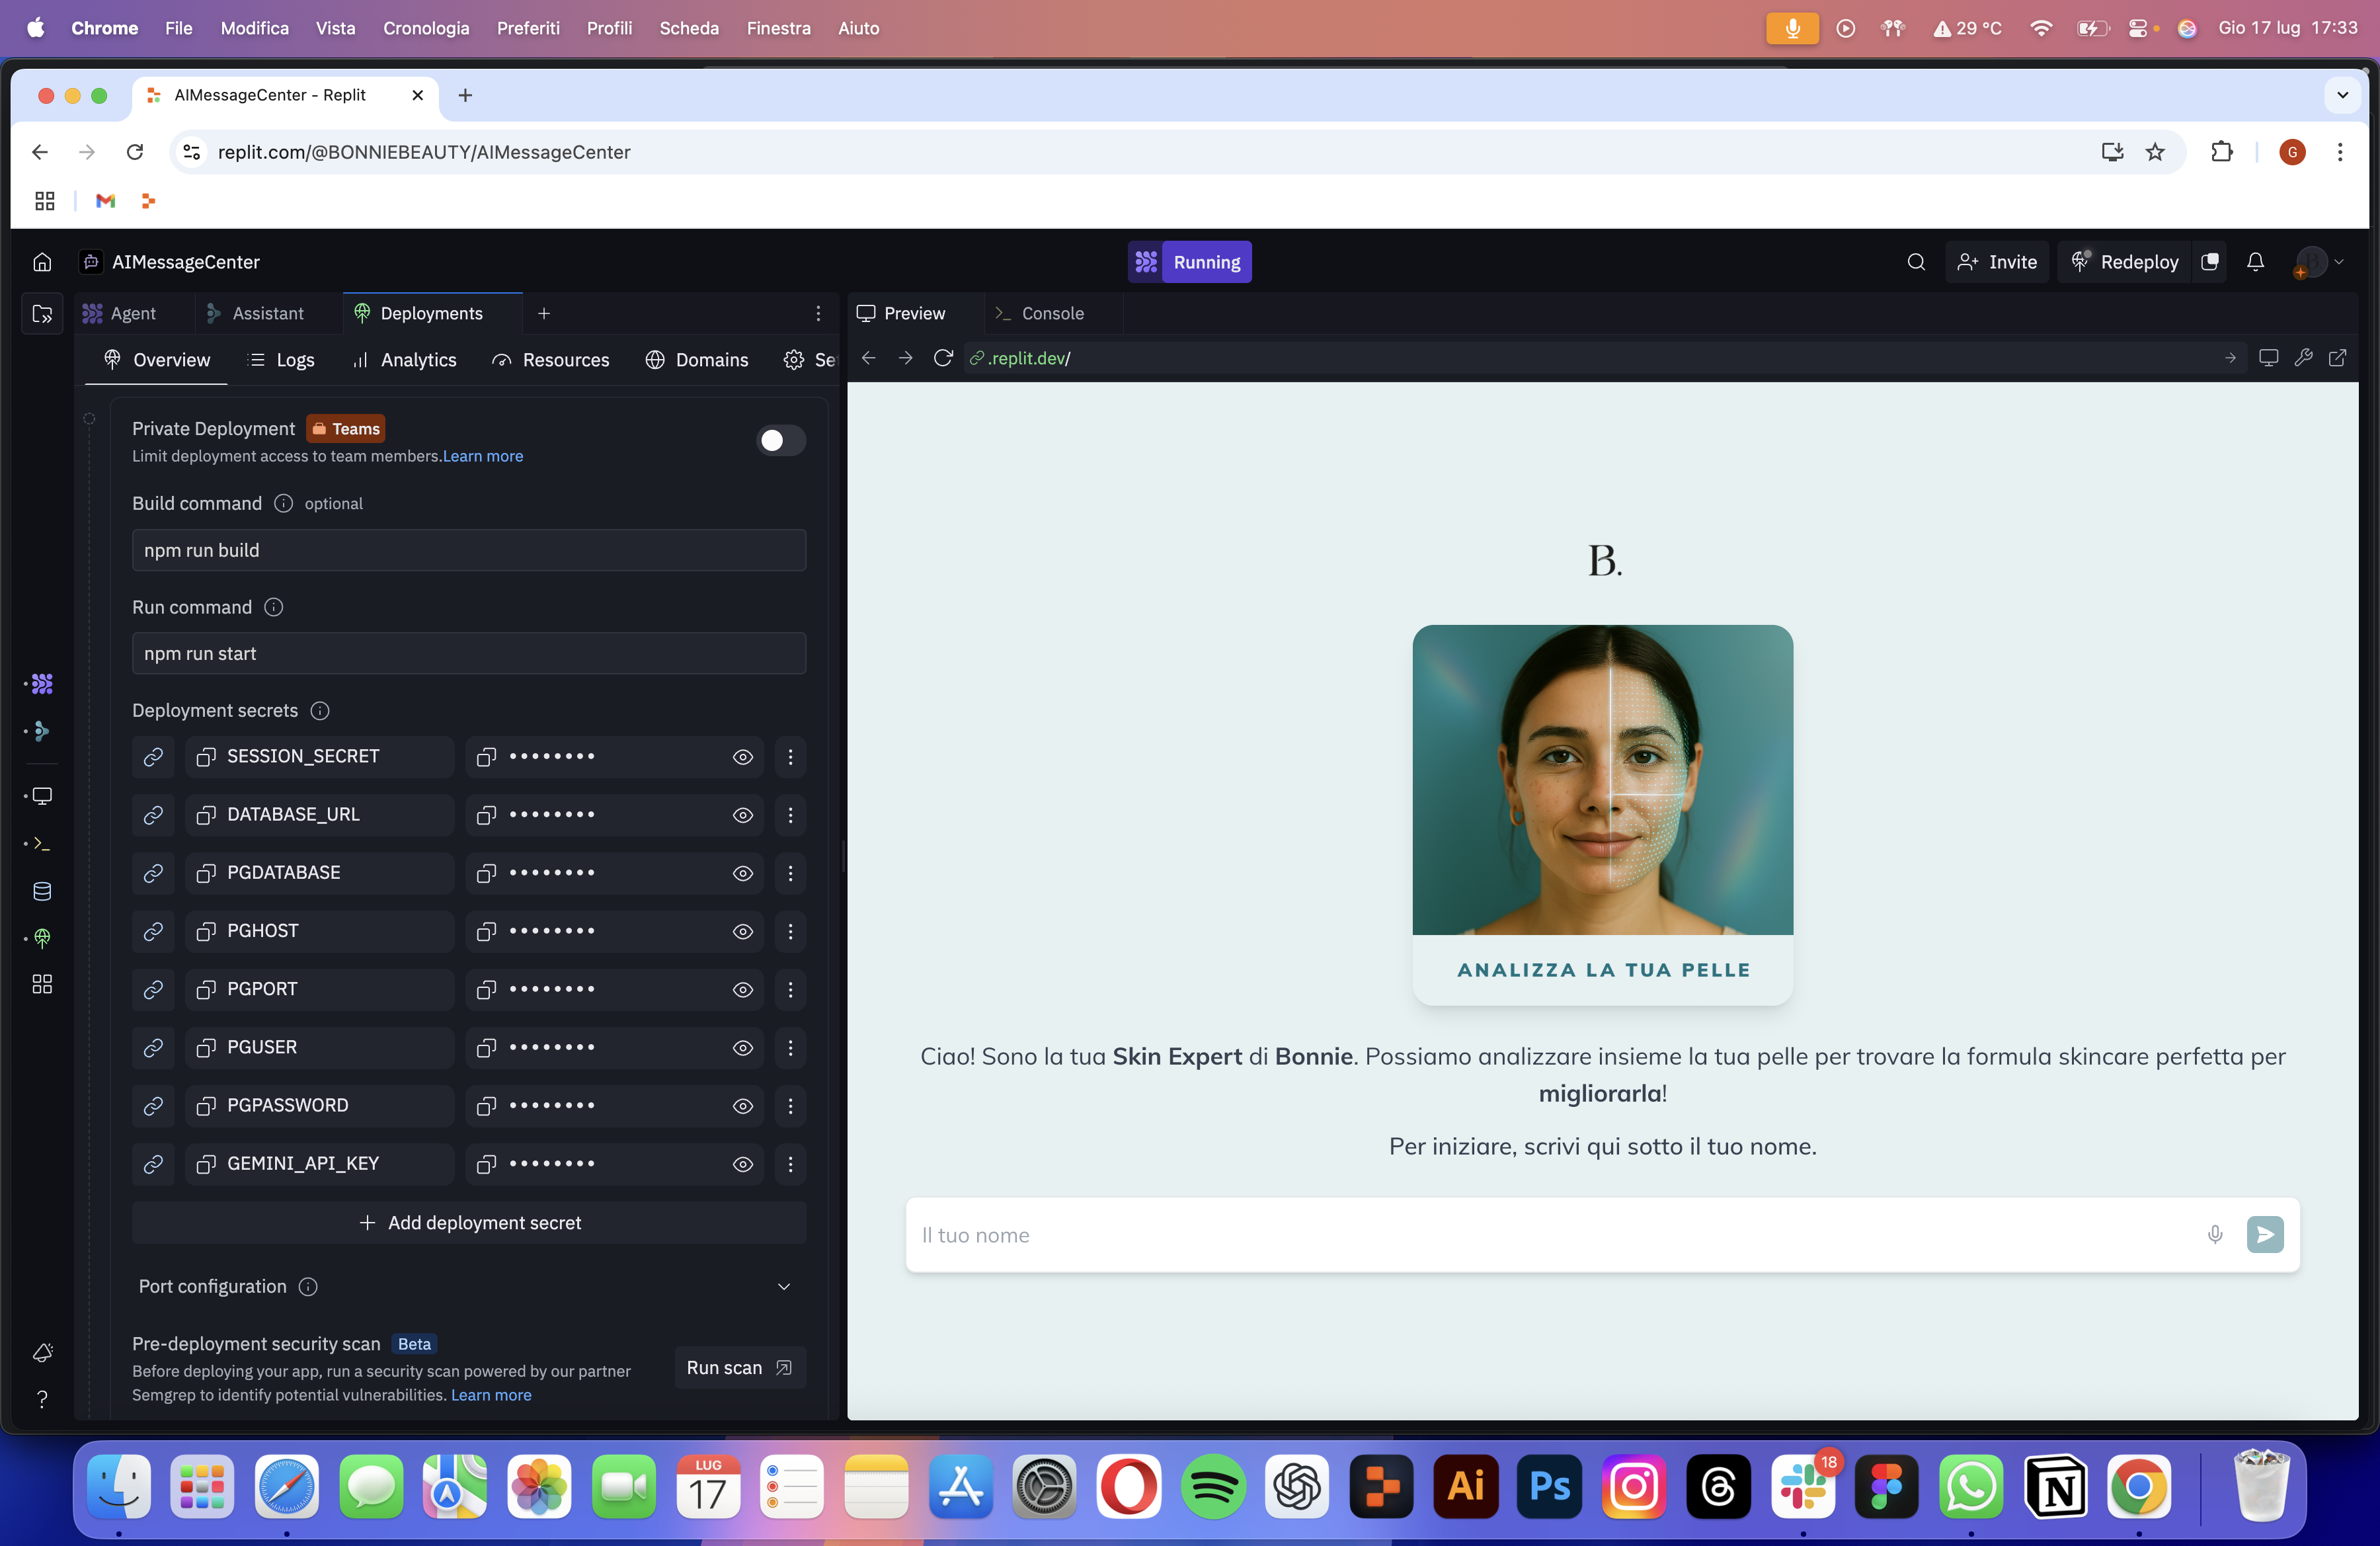 Chrome File Modifica Vista Cronologia Preferiti Profili Scheda Finestra Aiuto 29 °C Gio 17 lug 17:33
AIMessageCenter - Replit
replit.com/@BONNIEBEAUTY/AIMessageCenter
G
AIMessageCenter
Running
Invite
Redeploy
Agent
Assistant
Deployments
Preview
Console
Overview
Logs
Analytics
Resources
Domains
.replit.dev/
Private Deployment Teams
Limit deployment access to team members.Learn more
Build command optional
npm run build
Run command
npm run start
Deployment secrets
SESSION_SECRET ••••••••
DATABASE_URL ••••••••
PGDATABASE ••••••••
PGHOST ••••••••
PGPORT ••••••••
PGUSER ••••••••
PGPASSWORD ••••••••
GEMINI_API_KEY ••••••••
Add deployment secret
Port configuration
Pre-deployment security scan Beta
Before deploying your app, run a security scan powered by our partner
Semgrep to identify potential vulnerabilities. Learn more
Run scan
B.
ANALIZZA LA TUA PELLE
Ciao! Sono la tua Skin Expert di Bonnie. Possiamo analizzare insieme la tua pelle per trovare la formula skincare perfetta per
migliorarla!
Per iniziare, scrivi qui sotto il tuo nome.
Il tuo nome
LUG
17
Ai
Ps
18